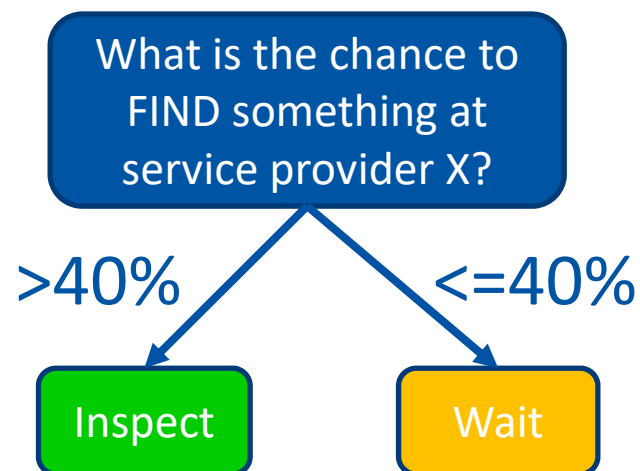 What is the chance to
FIND something at
service provider X?
>40%
<=40%
Inspect
Wait